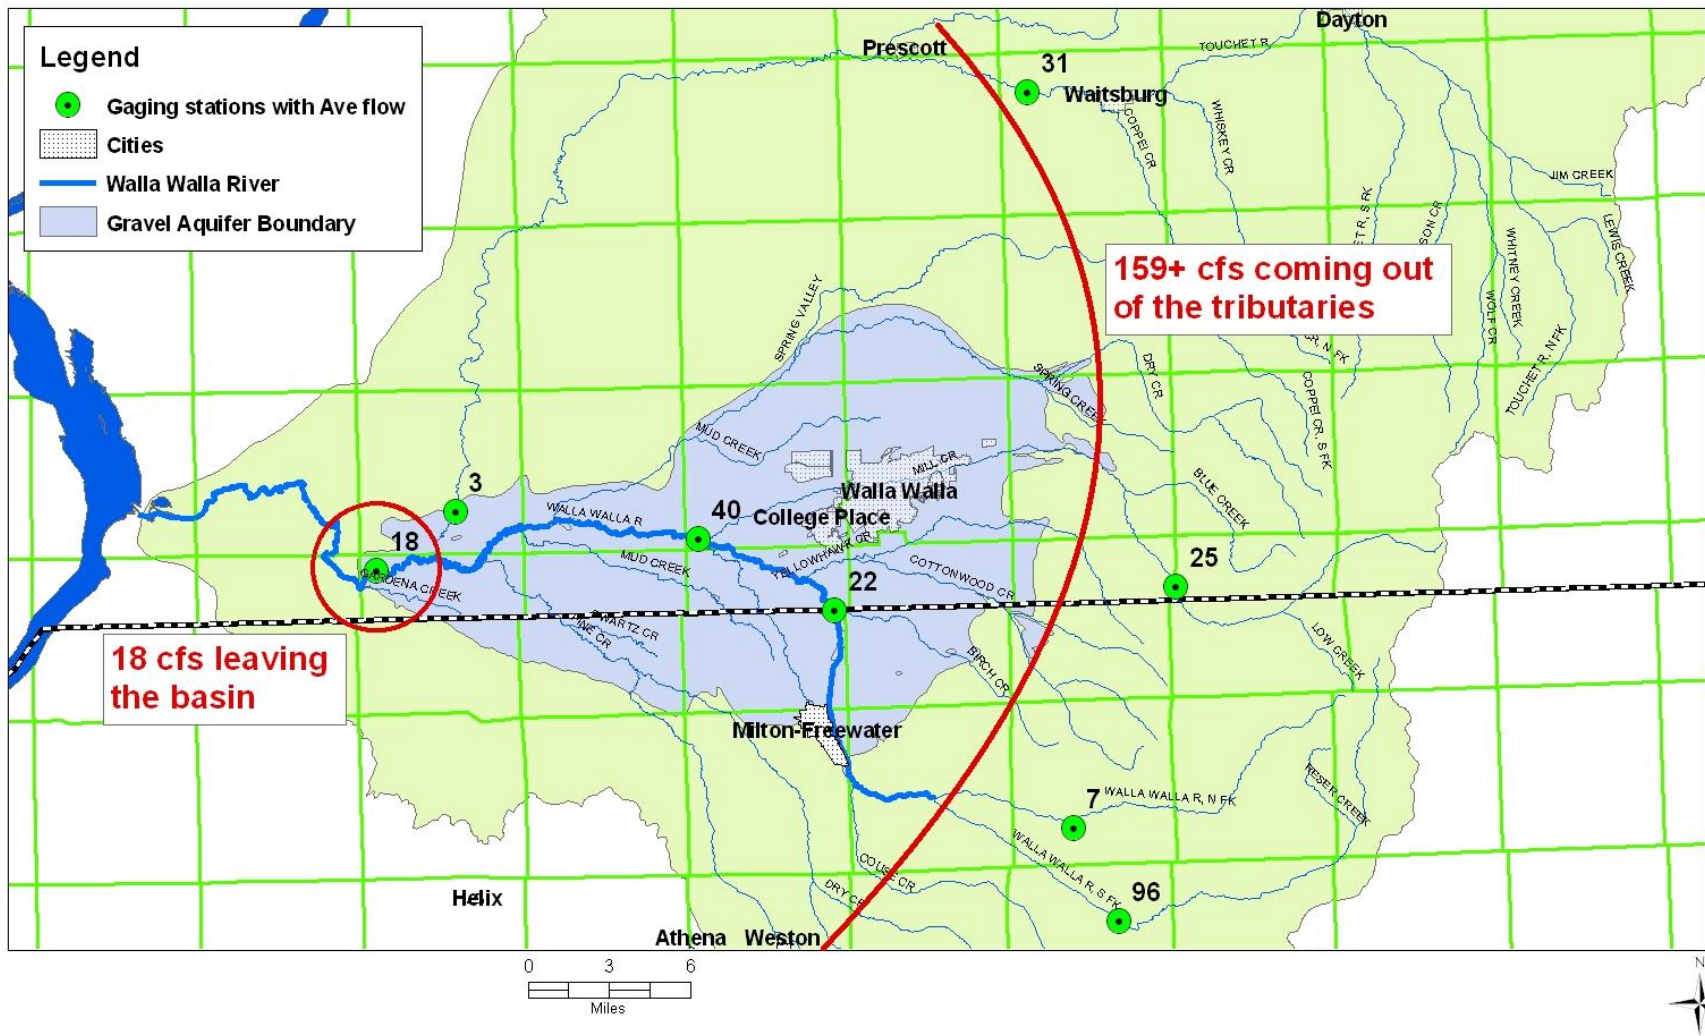 Legend
Gaging stations with Ave flow
Cities
Walla Walla River
Gravel Aquifer Boundary
Dayton
Prescott
TOUCHET R
31
Waitsburg
COPPEI CR
WHISKEY CR
JIM CREEK
LEWIS CREEK
SON CR
WHITNEY CREEK
WOLF CR
TOUCHET R, N FK
159+ cfs coming out
of the tributaries
CR, N FK
COPPEI CR, S FK
DRY CR
SPRING VALLEY
SPRING CREEK
MUD CREEK
MILL CR
BLUE CREEK
Walla Walla
College Place
3
40
WALLA WALLA R
YELLOWHAWK CR
MUD CREEK
COTTONWOOD CR
18
GARDENA CREEK
22
25
PINE CR
LOW CREEK
BIRCH CR
18 cfs leaving
the basin
Milton-Freewater
7
WALLA WALLA R, N FK
RESER CREEK
WALLA WALLA R, S FK
96
COUSE CR
DRY CR
Helix
Athena
Weston
0 3 6
Miles
N